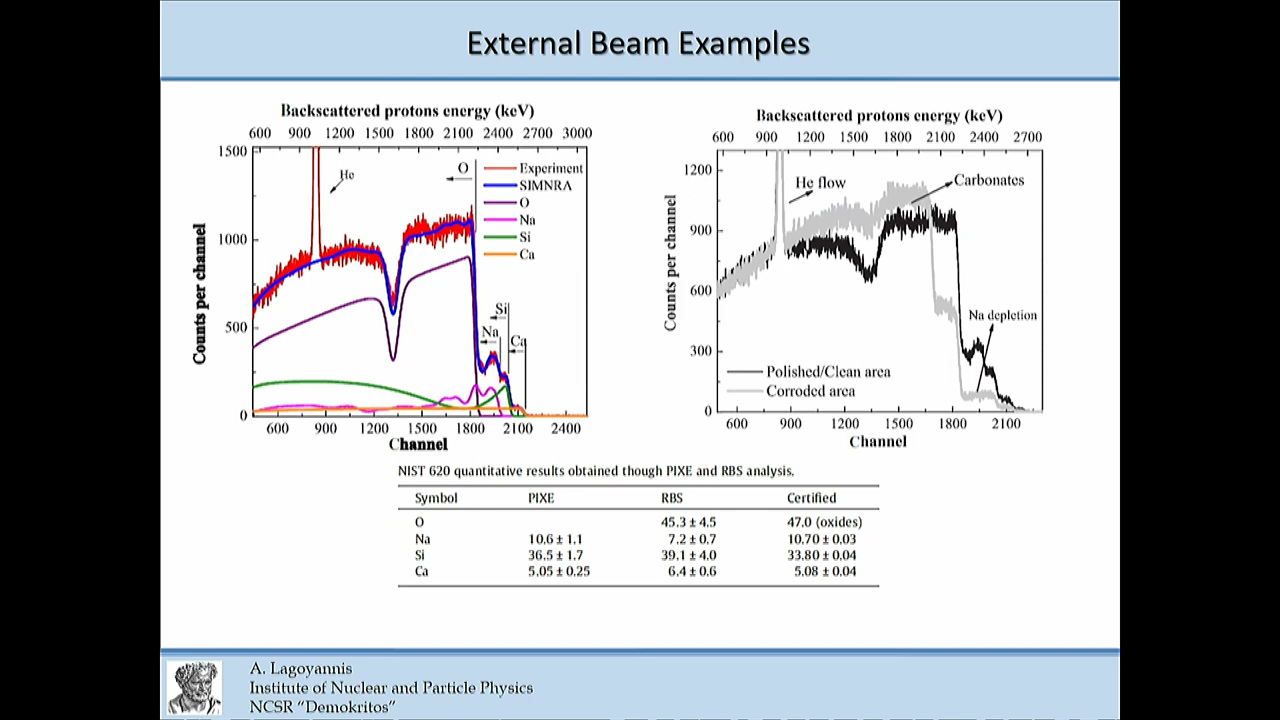 External Beam Examples
Backscattered protons energy (keV)
600 900 1200 1500 1800 2100 2400 2700 3000
1500
1000
500
0
Counts per channel
He
O
Experiment
SIMNRA
O
Na
Si
Ca
Si
Na
Ca
600 900 1200 1500 1800 2100 2400
Channel
Backscattered protons energy (keV)
600 900 1200 1500 1800 2100 2400 2700
1200
900
600
300
0
Counts per channel
He flow
Carbonates
Na depletion
Polished/Clean area
Corroded area
600 900 1200 1500 1800 2100
Channel
NIST 620 quantitative results obtained though PIXE and RBS analysis.
Symbol PIXE RBS Certified
O 45.3 ± 4.5 47.0 (oxides)
Na 10.6 ± 1.1 7.2 ± 0.7 10.70 ± 0.03
Si 36.5 ± 1.7 39.1 ± 4.0 33.80 ± 0.04
Ca 5.05 ± 0.25 6.4 ± 0.6 5.08 ± 0.04
A. Lagoyannis
Institute of Nuclear and Particle Physics
NCSR “Demokritos”